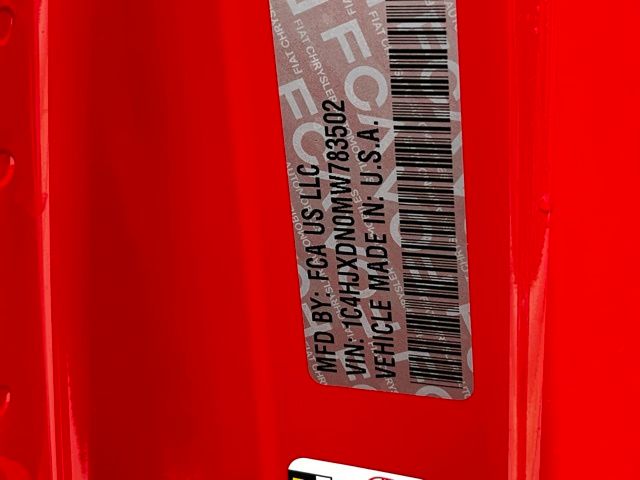 MFD BY: FCA US LLC
VIN: 1C4HJXDN0MW783502
VEHICLE MADE IN: U.S.A.